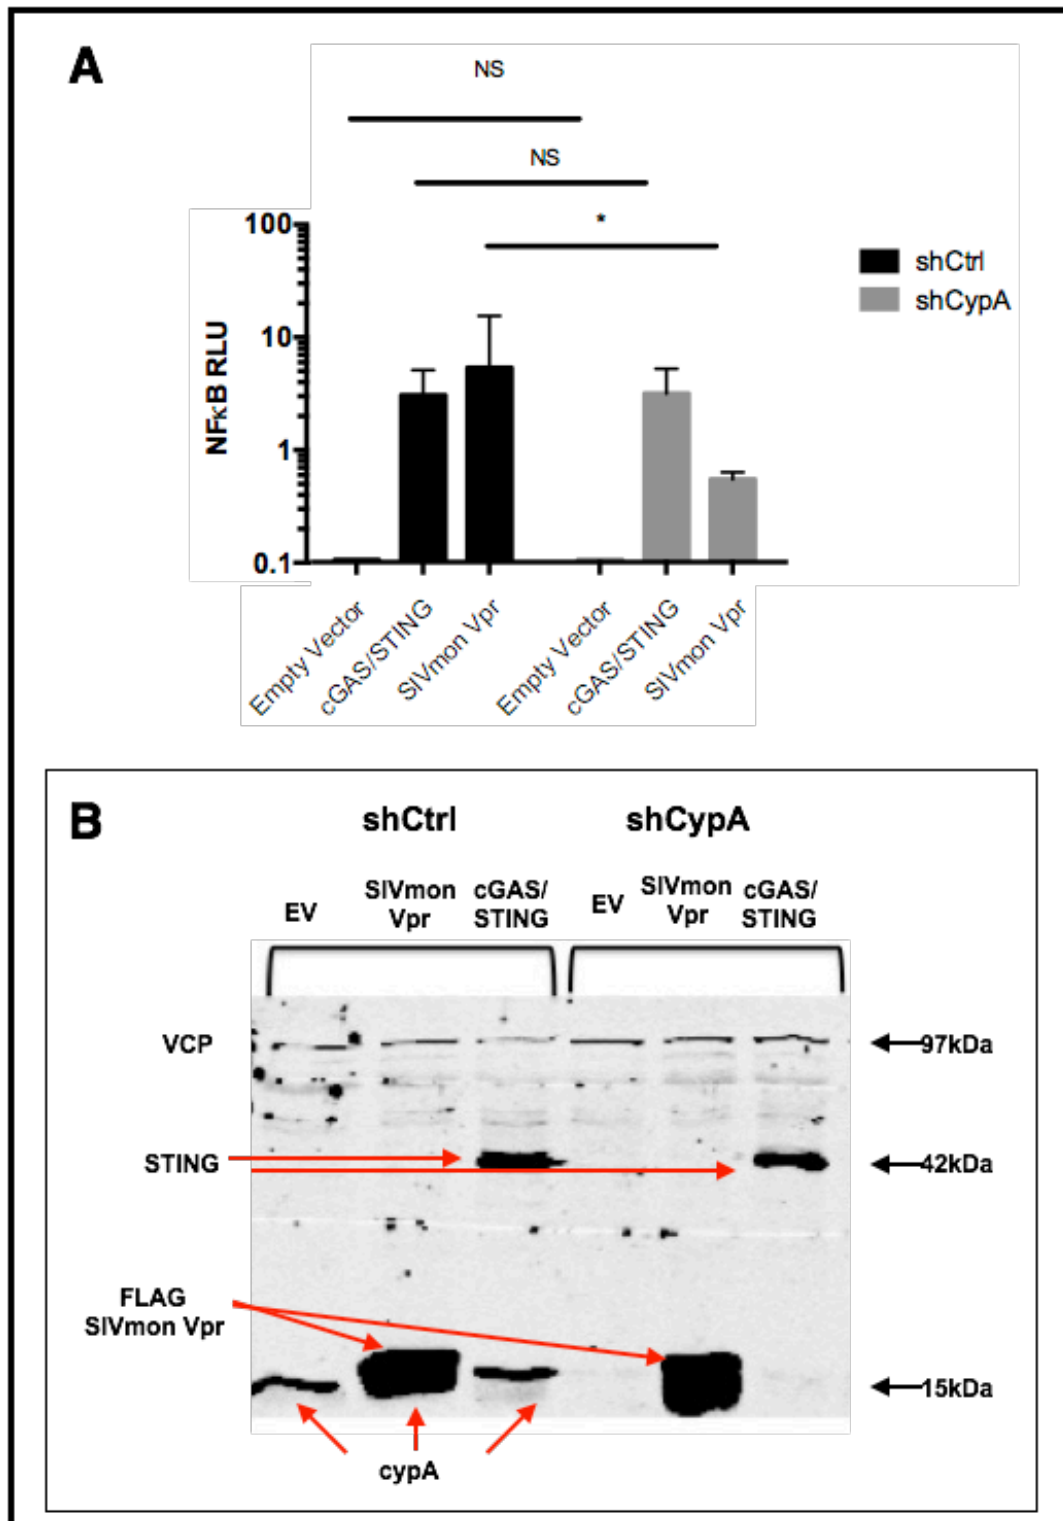 A
NS
NS
*
100
10
1
0.1
NFκB RLU
shCtrl
shCypA
Empty Vector
cGAS/STING
SIVmon Vpr
Empty Vector
cGAS/STING
SIVmon Vpr
B
shCtrl
shCypA
EV
SIVmon
Vpr
cGAS/
STING
EV
SIVmon
Vpr
cGAS/
STING
VCP
97kDa
STING
42kDa
FLAG
SIVmon Vpr
15kDa
cypA